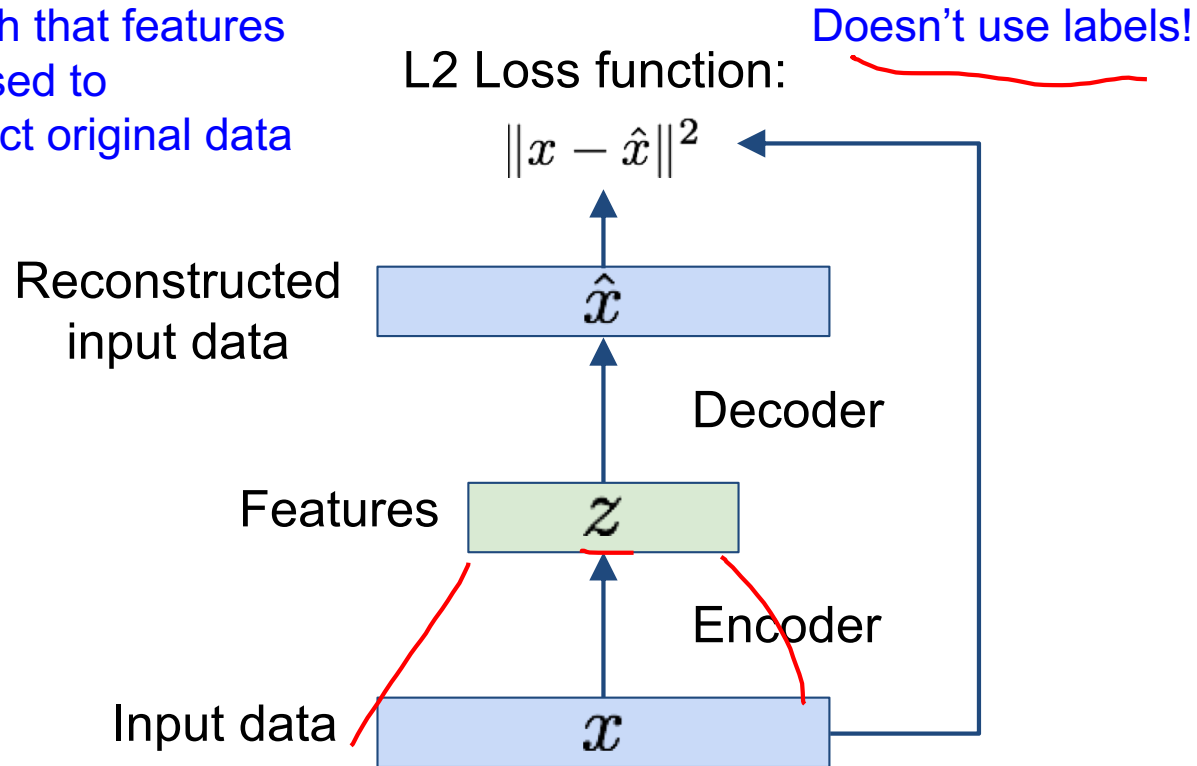 h that features
sed to
ct original data
Doesn't use labels!
L2 Loss function:
‖x − x̂‖²
Reconstructed
input data
x̂
Decoder
Features
z
Encoder
Input data
x